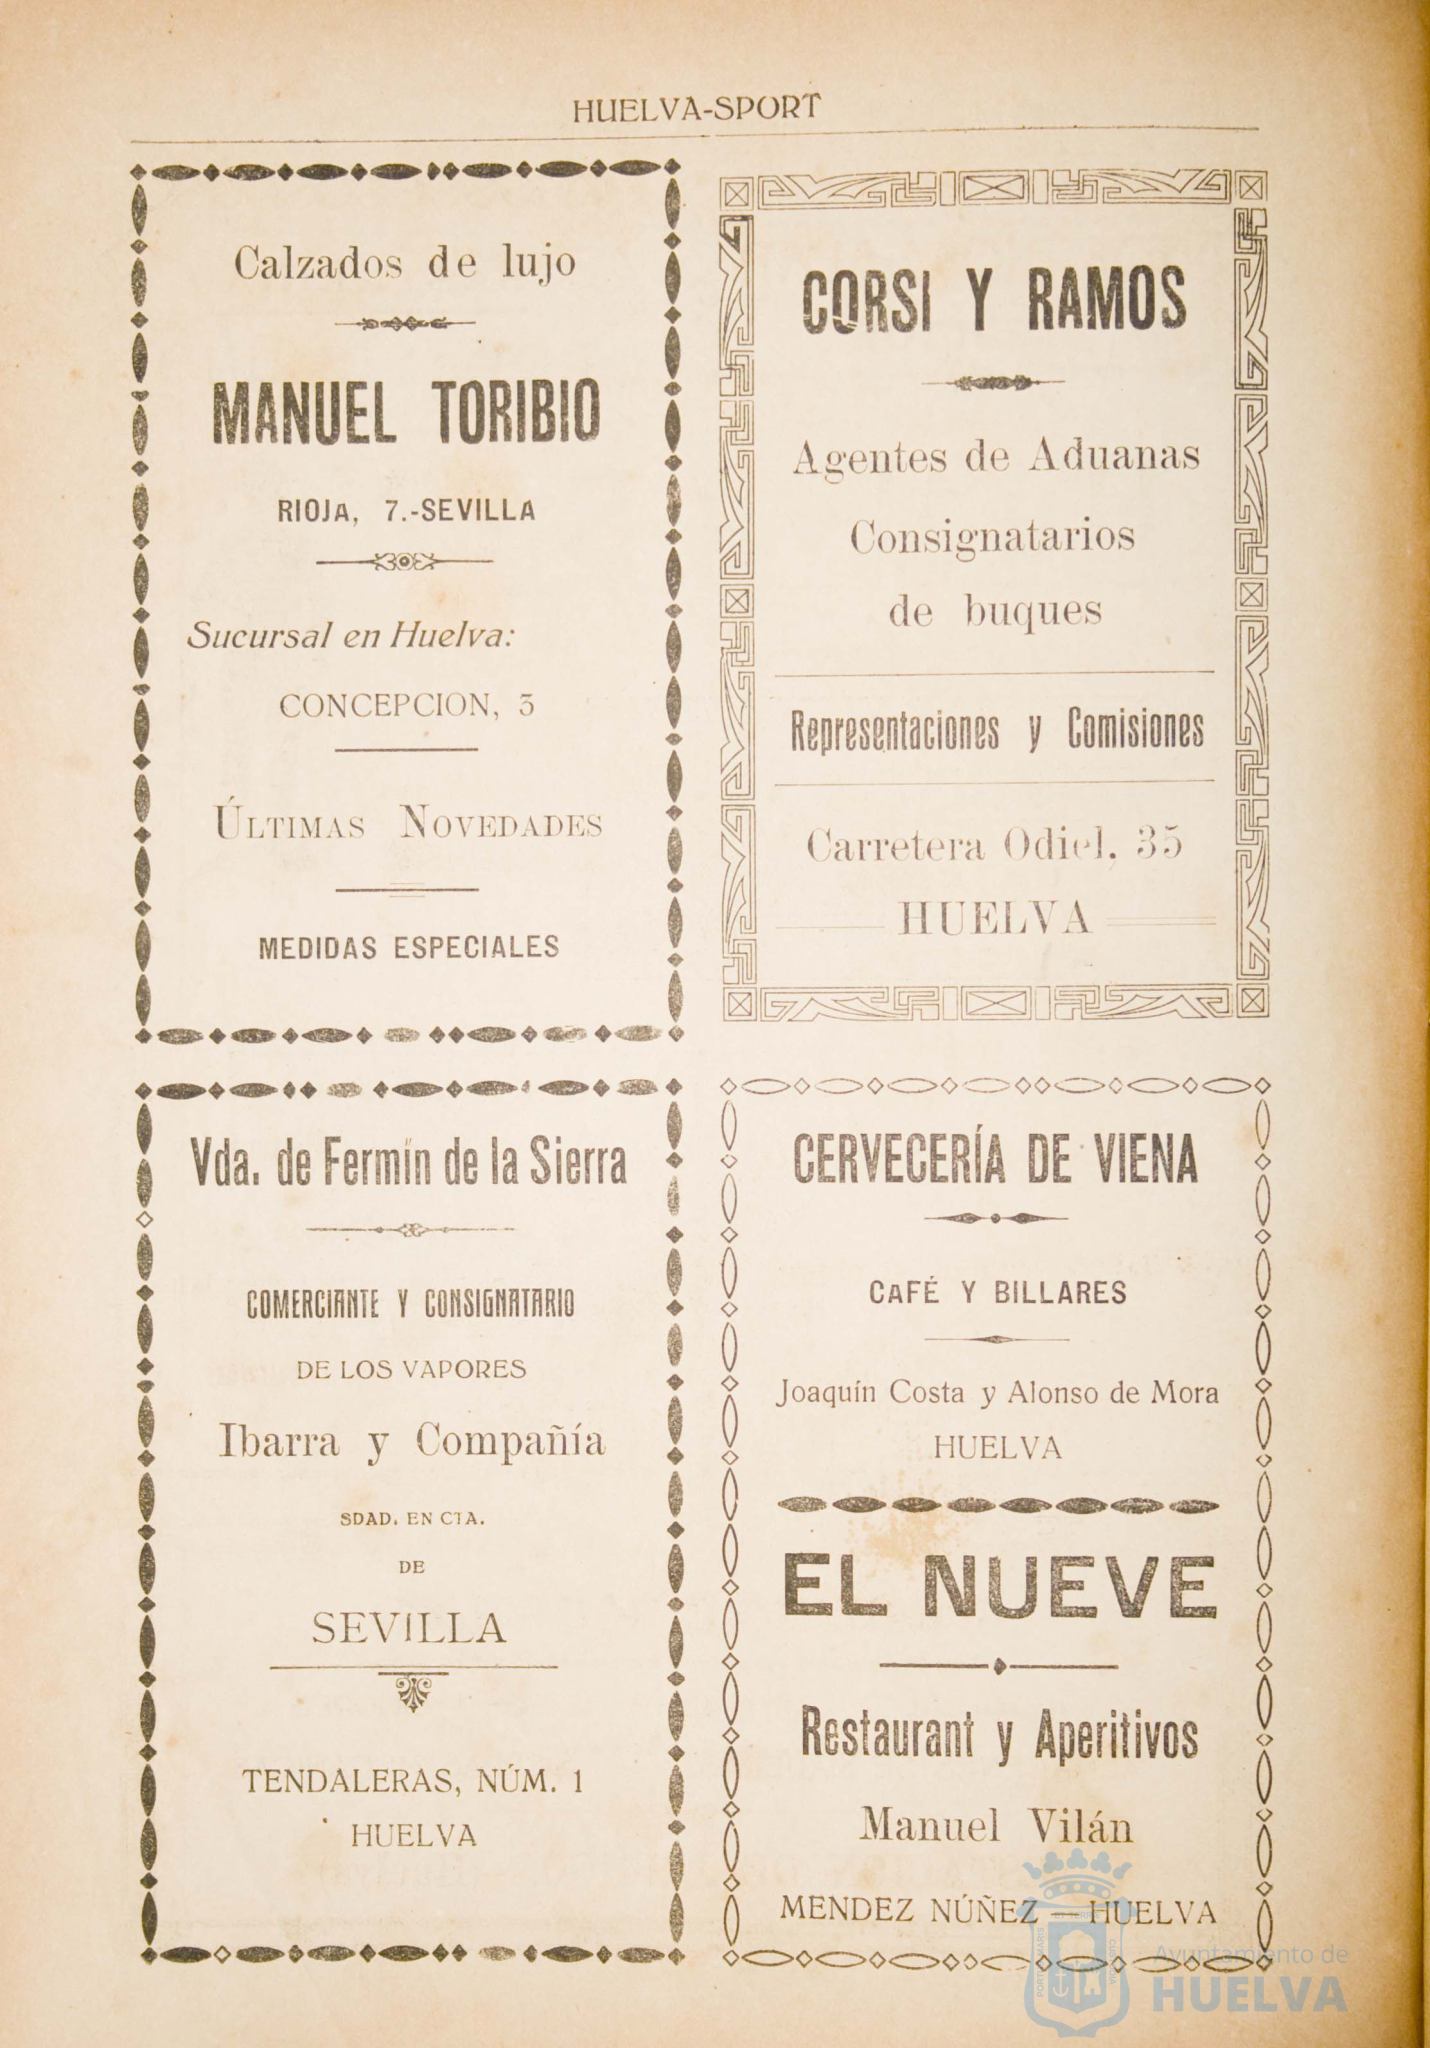 HUELVA-SPORT
Calzados de lujo
MANUEL TORIBIO
RIOJA, 7.-SEVILLA
Sucursal en Huelva:
CONCEPCION, 3
ÚLTIMAS NOVEDADES
MEDIDAS ESPECIALES
CORSI Y RAMOS
Agentes de Aduanas
Consignatarios
de buques
Representaciones y Comisiones
Carretera Odiel, 35
HUELVA
Vda. de Fermín de la Sierra
COMERCIANTE Y CONSIGNATARIO
DE LOS VAPORES
Ibarra y Compañía
SDAD. EN CTA.
DE
SEVILLA
TENDALERAS, NÚM. 1
HUELVA
CERVECERÍA DE VIENA
CAFÉ Y BILLARES
Joaquín Costa y Alonso de Mora
HUELVA
EL NUEVE
Restaurant y Aperitivos
Manuel Vilán
MENDEZ NÚÑEZ — HUELVA
Ayuntamiento de
HUELVA